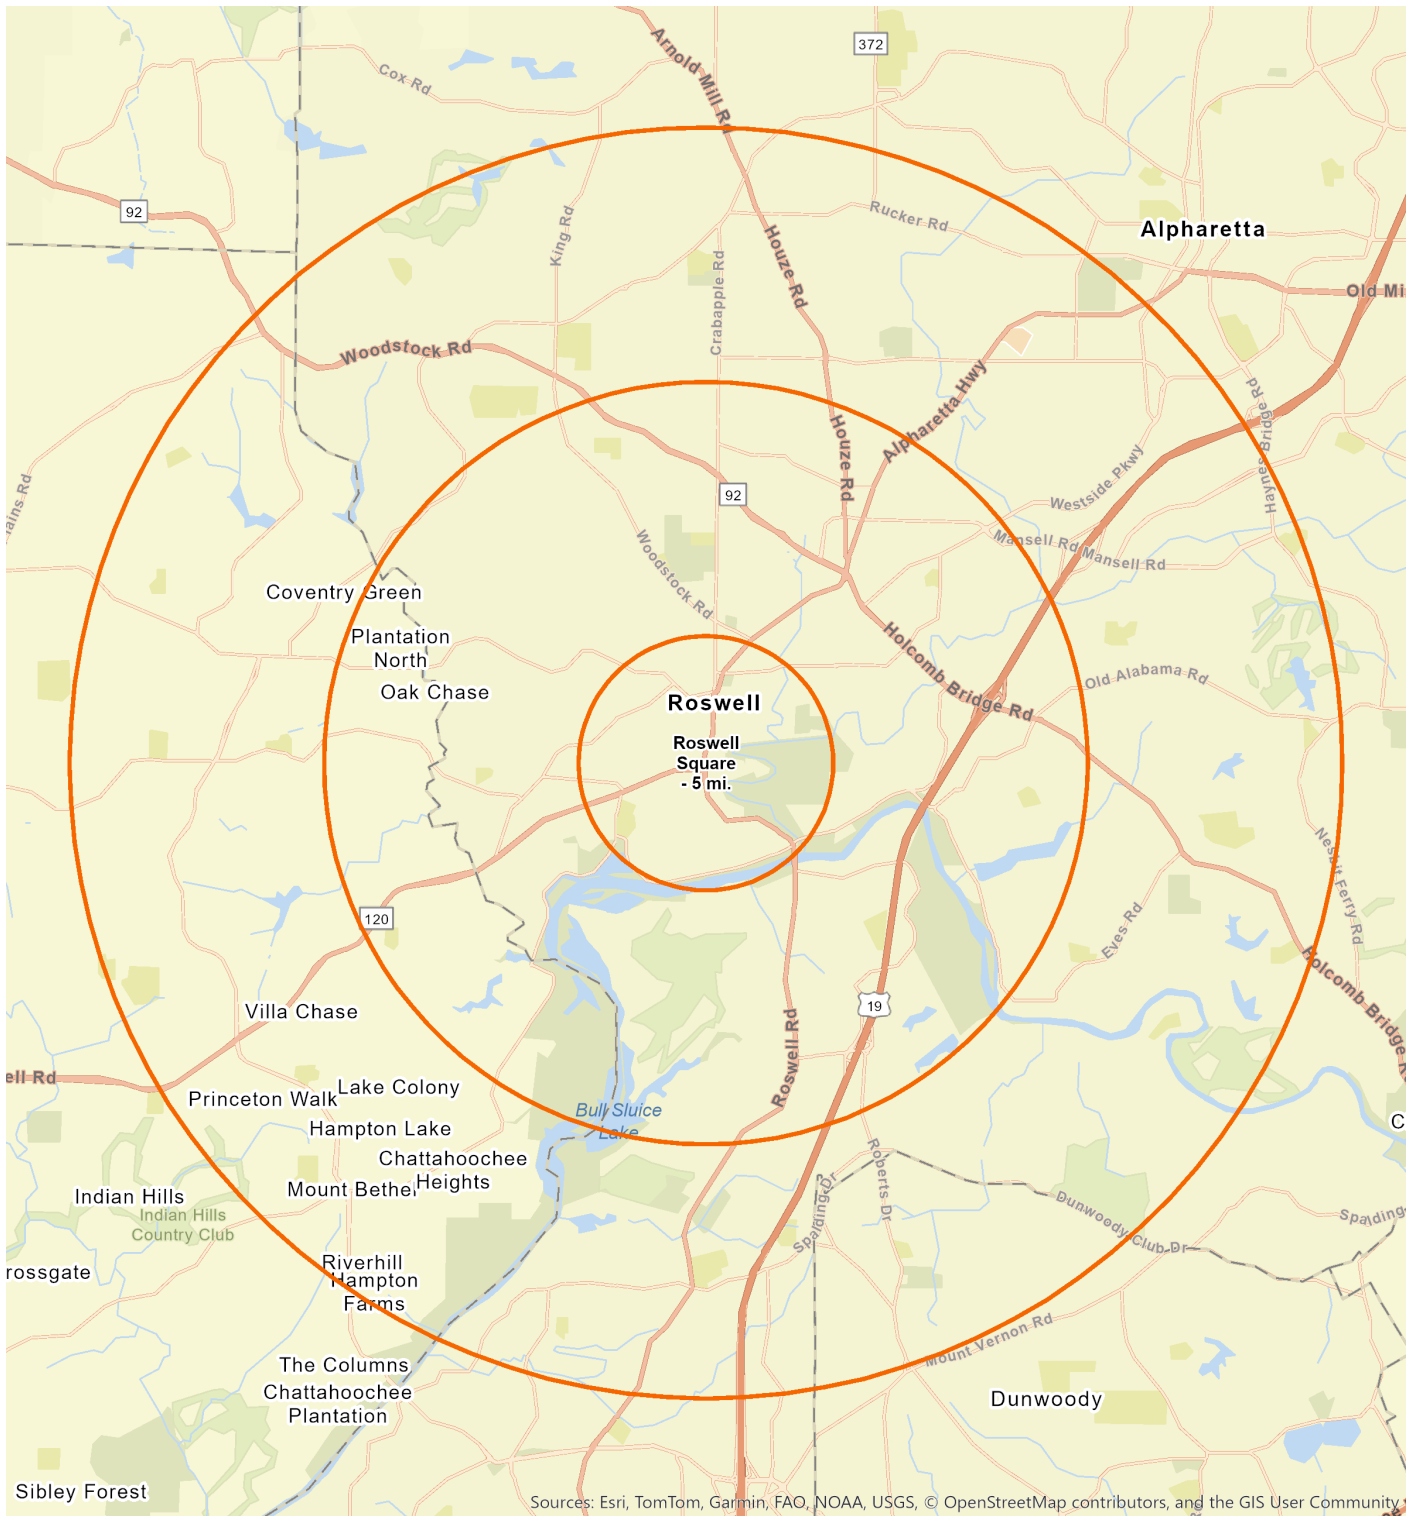 372
Arnold Mill Rd
Cox Rd
92
Rucker Rd
Alpharetta
King Rd
Houze Rd
Crabapple Rd
Old Mi
Woodstock Rd
Alpharetta Hwy
Haynes Bridge Rd
Houze Rd
Westside Pkwy
92
ains Rd
Mansell Rd
Mansell Rd
Woodstock Rd
Coventry Green
Plantation
North
Oak Chase
Holcomb Bridge Rd
Old Alabama Rd
Roswell
Roswell
Square
- 5 mi.
Nesbit Ferry Rd
120
Eves Rd
Holcomb Bridge R
19
Villa Chase
Roswell Rd
ell Rd
Lake Colony
Princeton Walk
Bull Sluice
Lake
C
Hampton Lake
Chattahoochee
Heights
Mount Bethel
Roberts Dr
Indian Hills
Indian Hills
Country Club
Spalding Dr
Dunwoody Club Dr
Spalding
rossgate
Riverhill
Hampton
Farms
Mount Vernon Rd
The Columns
Chattahoochee
Plantation
Dunwoody
Sibley Forest
Sources: Esri, TomTom, Garmin, FAO, NOAA, USGS, © OpenStreetMap contributors, and the GIS User Community
Rd